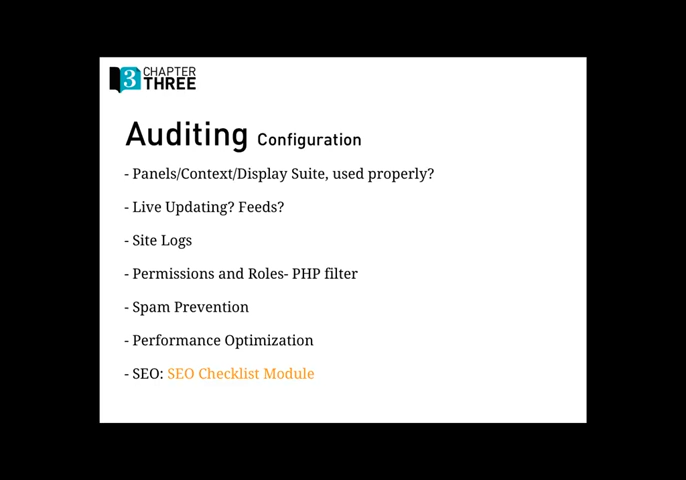 3 CHAPTER
THREE
Auditing Configuration
- Panels/Context/Display Suite, used properly?
- Live Updating? Feeds?
- Site Logs
- Permissions and Roles- PHP filter
- Spam Prevention
- Performance Optimization
- SEO: SEO Checklist Module